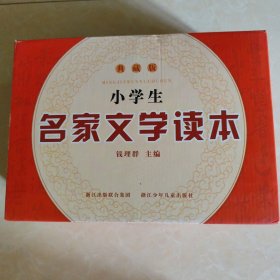 典藏版
小学生
名家文学读本
钱理群 主编
浙江出版联合集团 浙江少年儿童出版社